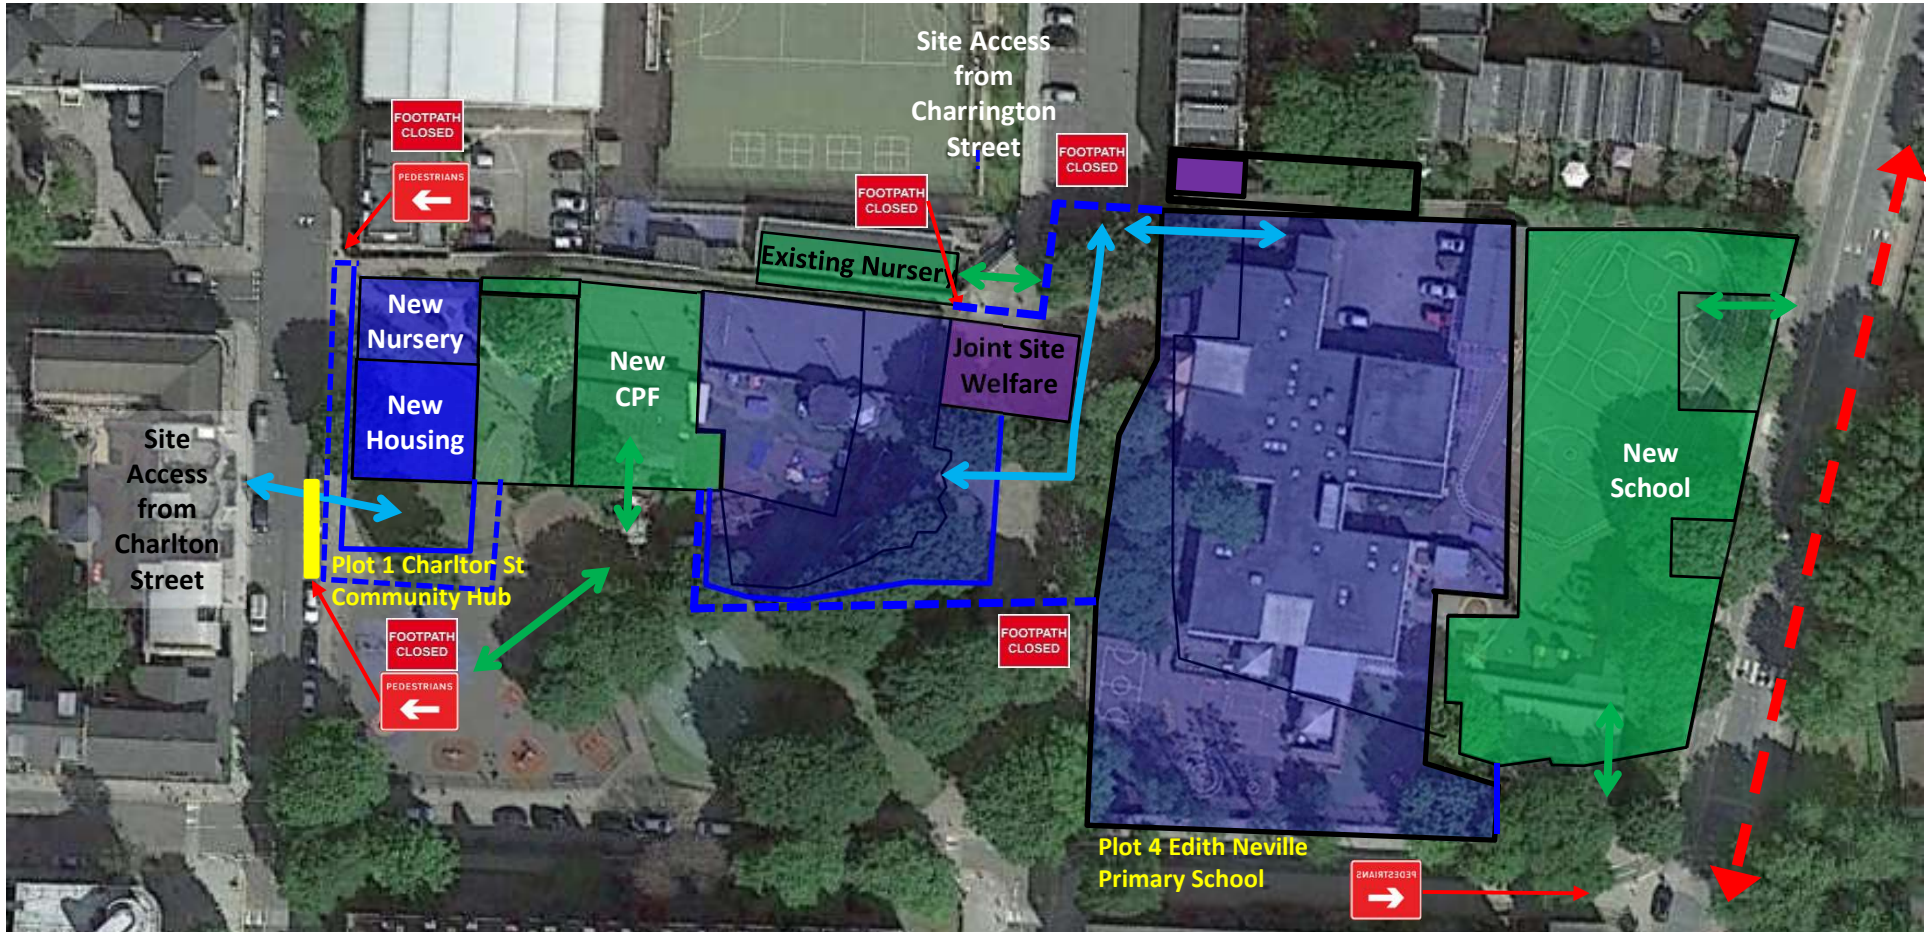 Site Access
from
Charrington
Street
FOOTPATH
CLOSED
PEDESTRIANS
FOOTPATH
CLOSED
FOOTPATH
CLOSED
Existing Nursery
New
Nursery
New
Housing
New
CPF
Joint Site
Welfare
New
School
Site
Access
from
Charlton
Street
Plot 1 Charlton St
Community Hub
FOOTPATH
CLOSED
PEDESTRIANS
FOOTPATH
CLOSED
Plot 4 Edith Neville
Primary School
PEDESTRIANS